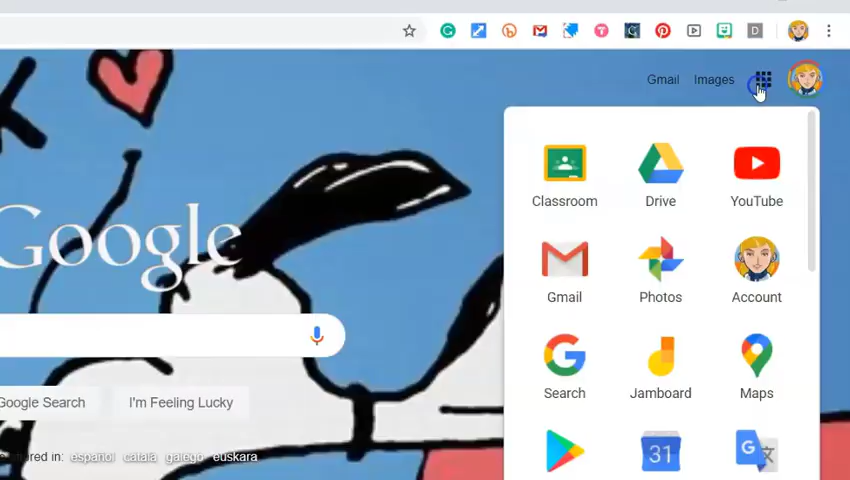 Gmail Images
Google
Classroom Drive YouTube
Gmail Photos Account
Search Jamboard Maps
31
Google Search I'm Feeling Lucky
in: español català galego euskara